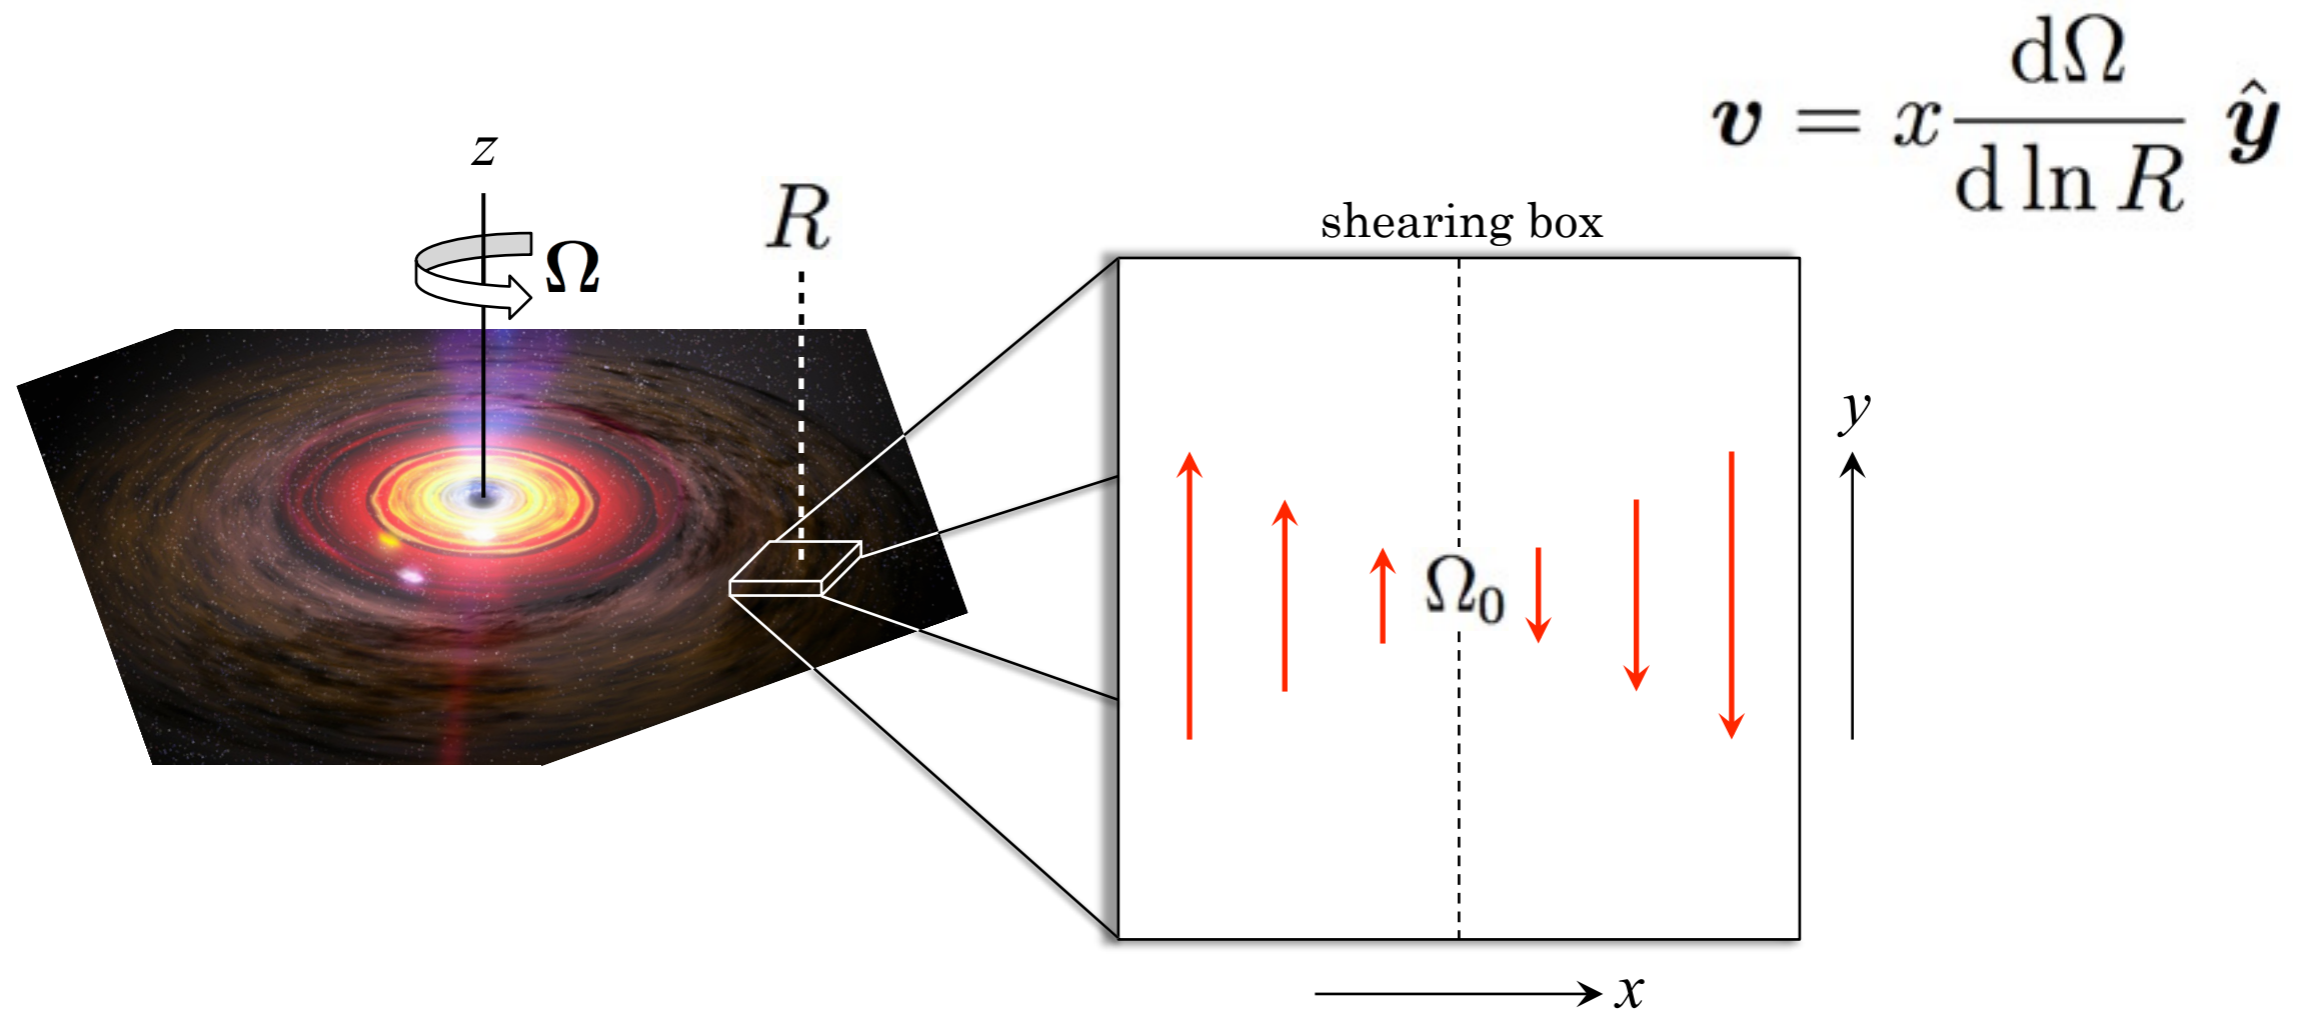 v = x dΩ / d ln R ŷ
z
R
Ω
shearing box
y
Ω₀
x